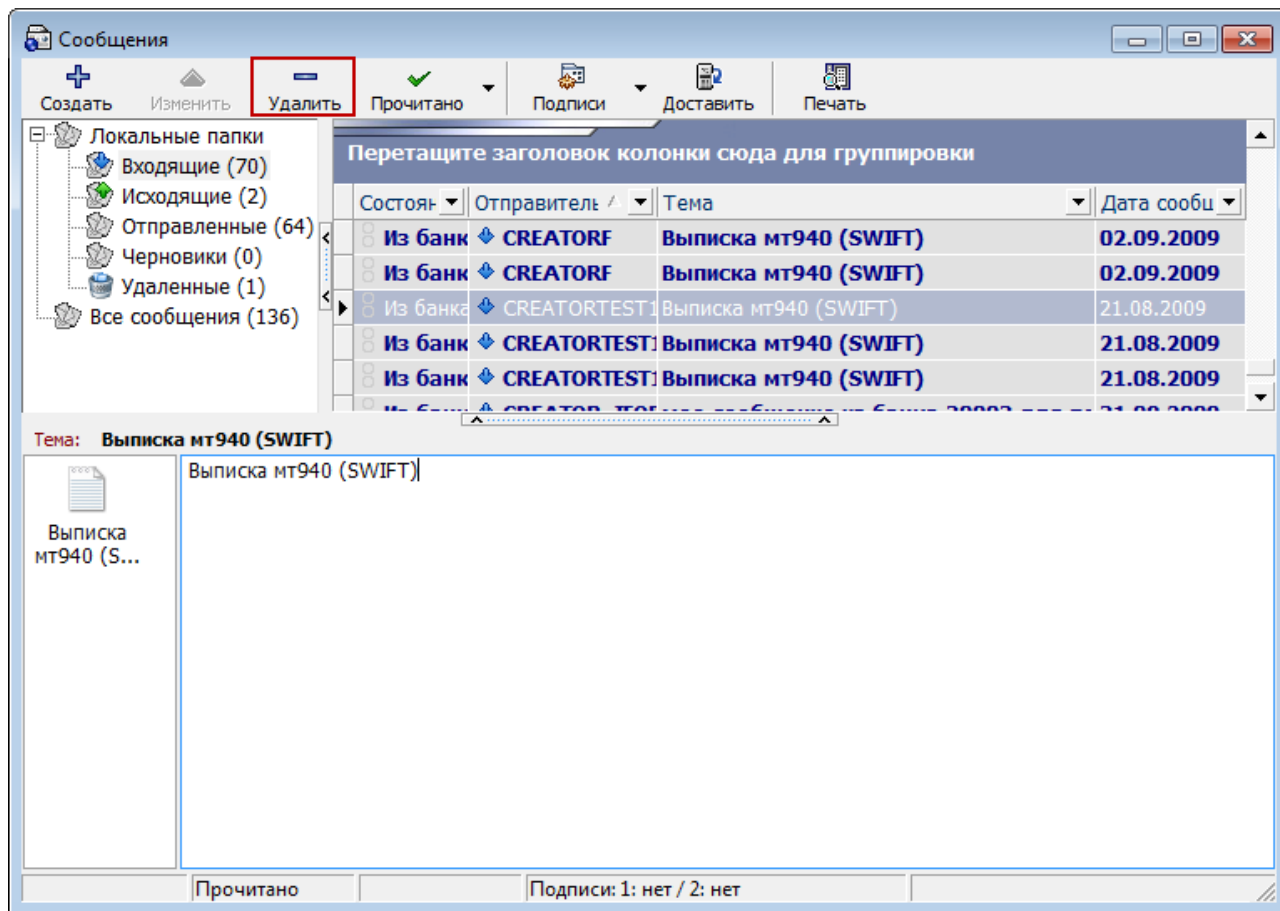 Сообщения
Создать Изменить Удалить Прочитано Подписи Доставить Печать
Локальные папки
Входящие (70)
Исходящие (2)
Отправленные (64)
Черновики (0)
Удаленные (1)
Все сообщения (136)
Перетащите заголовок колонки сюда для группировки
Состоян Отправитель Тема Дата сообщ
Из банк CREATORF Выписка мт940 (SWIFT) 02.09.2009
Из банк CREATORF Выписка мт940 (SWIFT) 02.09.2009
Из банка CREATORTEST1 Выписка мт940 (SWIFT) 21.08.2009
Из банк CREATORTEST1 Выписка мт940 (SWIFT) 21.08.2009
Из банк CREATORTEST1 Выписка мт940 (SWIFT) 21.08.2009
Тема: Выписка мт940 (SWIFT)
Выписка мт940 (SWIFT)
Выписка
мт940 (S...
Прочитано Подписи: 1: нет / 2: нет